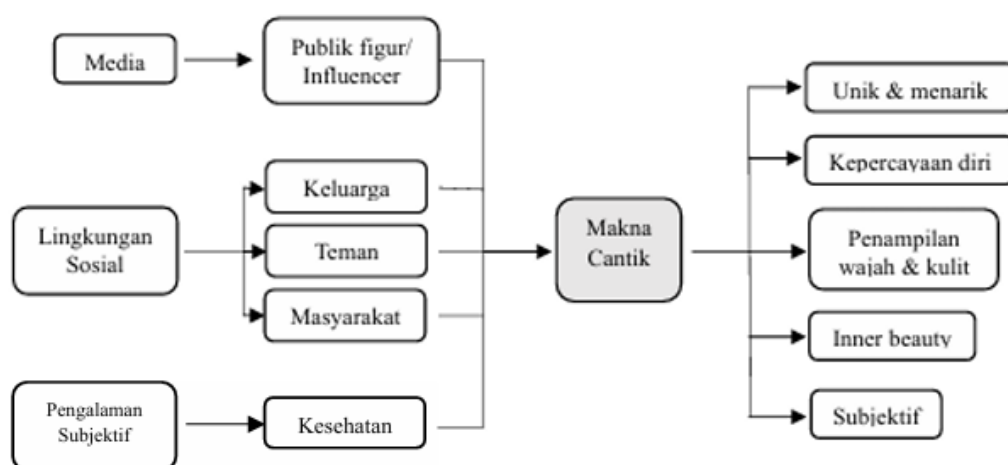 Media
Publik figur/
Influencer
Lingkungan
Sosial
Keluarga
Teman
Masyarakat
Pengalaman
Subjektif
Kesehatan
Makna
Cantik
Unik & menarik
Kepercayaan diri
Penampilan
wajah & kulit
Inner beauty
Subjektif